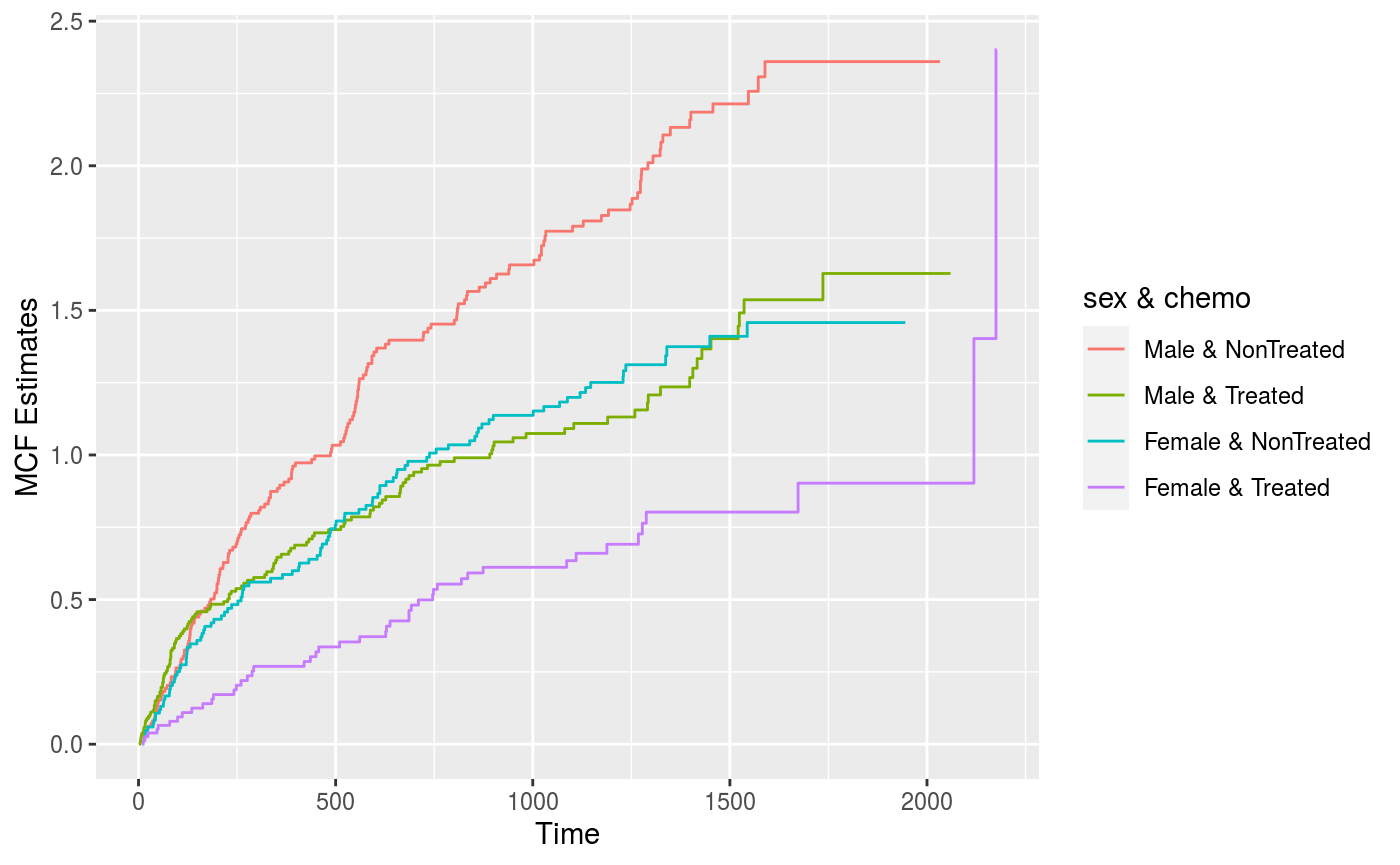 2.5
2.0
1.5
1.0
0.5
0.0
MCF Estimates
0
500
1000
1500
2000
Time
sex & chemo
Male & NonTreated
Male & Treated
Female & NonTreated
Female & Treated